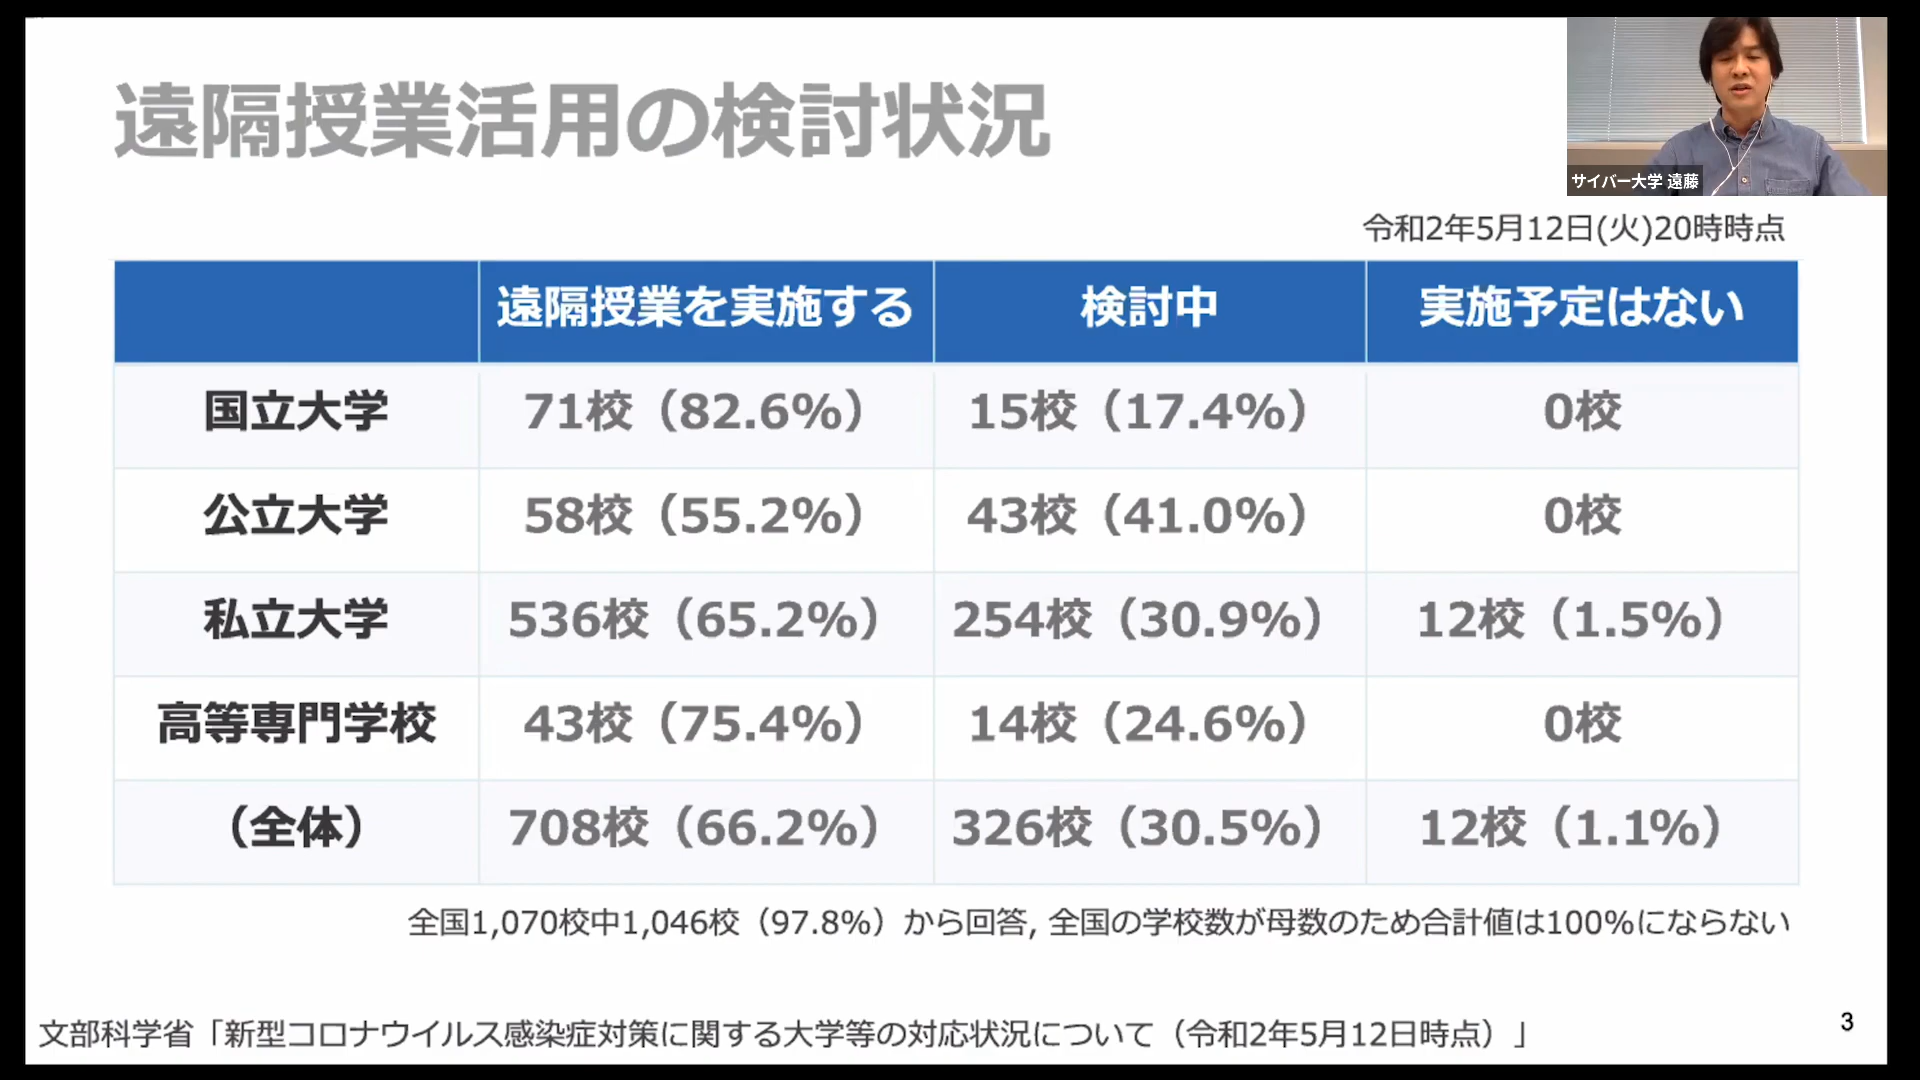 遠隔授業活用の検討状況
サイバー大学 遠藤
令和2年5月12日(火)20時時点
遠隔授業を実施する 検討中 実施予定はない
国立大学 71校（82.6%） 15校（17.4%） 0校
公立大学 58校（55.2%） 43校（41.0%） 0校
私立大学 536校（65.2%） 254校（30.9%） 12校（1.5%）
高等専門学校 43校（75.4%） 14校（24.6%） 0校
（全体） 708校（66.2%） 326校（30.5%） 12校（1.1%）
全国1,070校中1,046校（97.8%）から回答, 全国の学校数が母数のため合計値は100%にならない
文部科学省「新型コロナウイルス感染症対策に関する大学等の対応状況について（令和2年5月12日時点）」
3